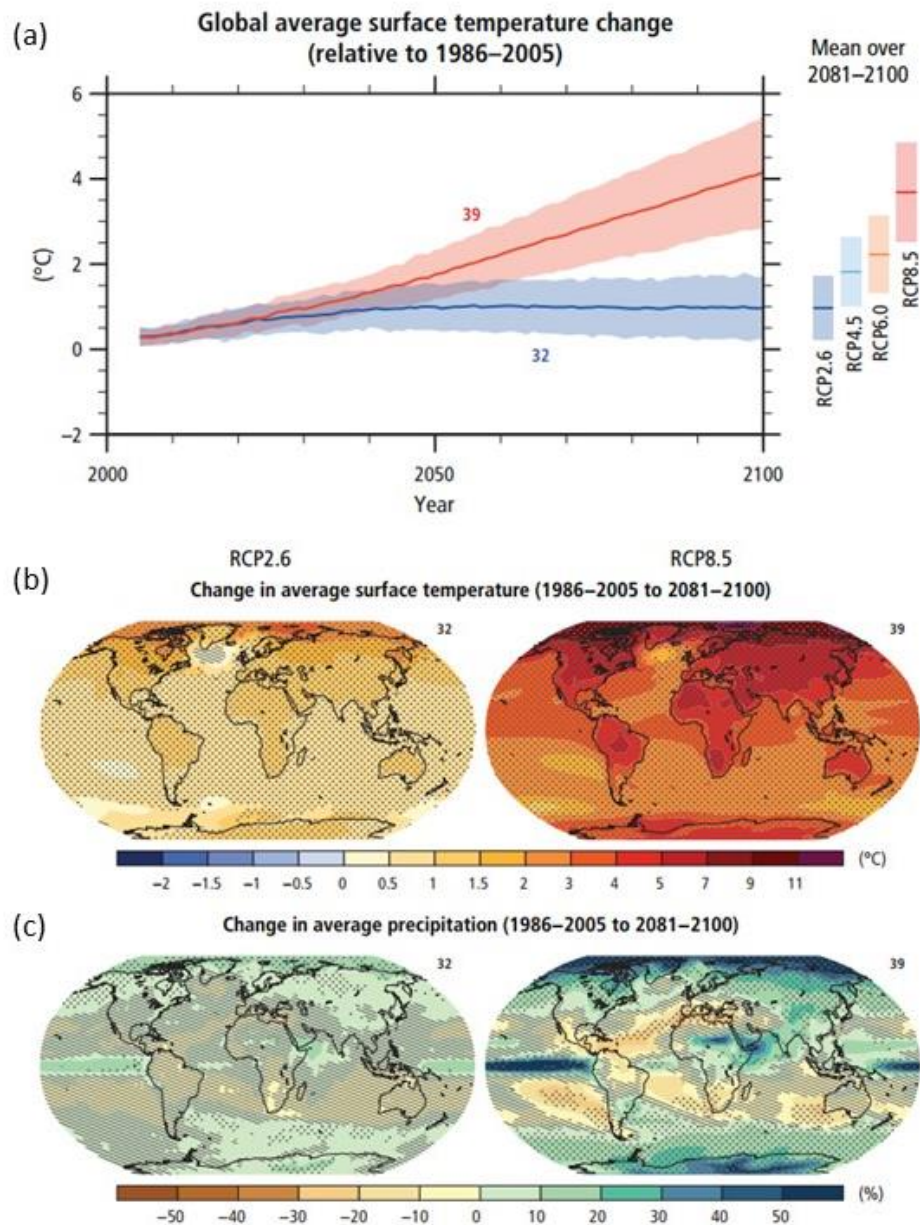 (a)
Global average surface temperature change
(relative to 1986–2005)
Mean over
2081–2100
6
4
2
0
−2
(°C)
39
32
2000
2050
2100
Year
RCP2.6
RCP4.5
RCP6.0
RCP8.5
RCP2.6
RCP8.5
(b)
Change in average surface temperature (1986–2005 to 2081–2100)
32
39
(°C)
−2 −1.5 −1 −0.5 0 0.5 1 1.5 2 3 4 5 7 9 11
(c)
Change in average precipitation (1986–2005 to 2081–2100)
32
39
(%)
−50 −40 −30 −20 −10 0 10 20 30 40 50